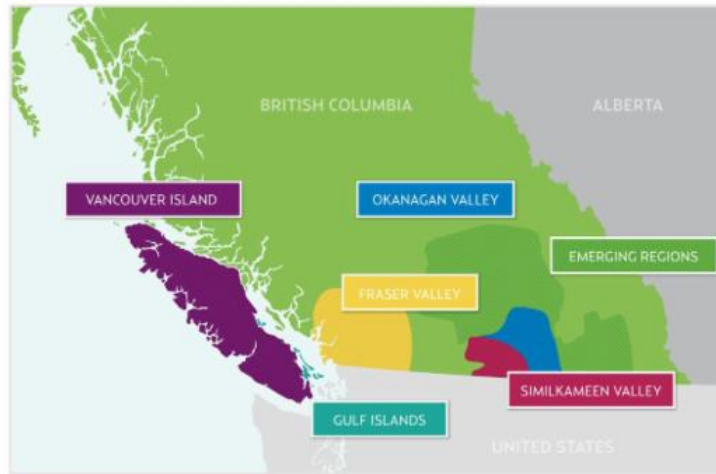 BRITISH COLUMBIA
ALBERTA
VANCOUVER ISLAND
OKANAGAN VALLEY
EMERGING REGIONS
FRASER VALLEY
SIMILKAMEEN VALLEY
GULF ISLANDS
UNITED STATES